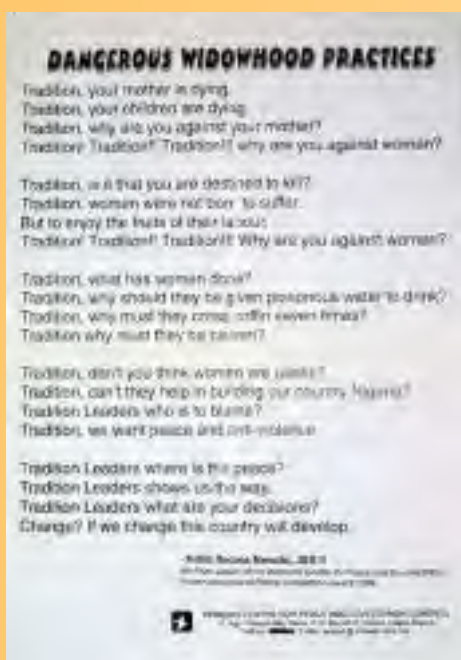 DANGEROUS WIDOWHOOD PRACTICES
Tradition, your mother is dying.
Tradition, your children are dying.
Tradition, why are you against your mother?
Tradition! Tradition!! Tradition!!! why are you against woman?
Tradition, is it that you are destined to kill?
Tradition, women were not born to suffer.
But to enjoy the fruits of their labour.
Tradition! Tradition!! Tradition!!! Why are you against women?
Tradition, what has woman done?
Tradition, why should they be given poisonous water to drink?
Tradition, why must they cross coffin seven times?
Tradition why must they be
Tradition, don't you think women are useful?
Tradition, can't they help in building our country Nigeria?
Tradition Leaders who is to blame?
Tradition, we want peace and anti-violence
Tradition Leaders where is the peace?
Tradition Leaders shows us the way.
Tradition Leaders what are your decisions?
Change? If we change this country will develop.